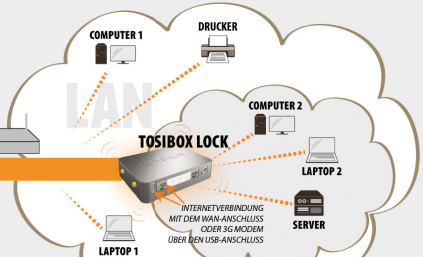 COMPUTER 1
DRUCKER
LAN
COMPUTER 2
TOSIBOX LOCK
LAPTOP 2
INTERNETVERBINDUNG
MIT DEM WAN-ANSCHLUSS
ODER 3G MODEM
ÜBER DEN USB-ANSCHLUSS
SERVER
LAPTOP 1